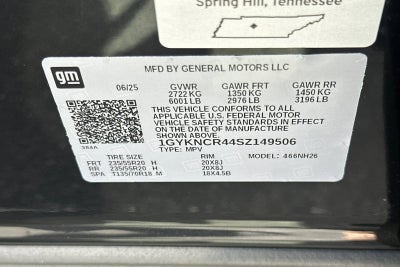 Spring Hill, Tennessee
gm
MFD BY GENERAL MOTORS LLC
06/25 GVWR GAWR FRT GAWR RR
2722 KG 1350 KG 1450 KG
6001 LB 2976 LB 3196 LB
THIS VEHICLE CONFORMS TO ALL
APPLICABLE U.S. FEDERAL MOTOR
VEHICLE SAFETY STANDARDS IN EFFECT
ON THE DATE OF MANUFACTURE SHOWN ABOVE.
1GYKNCR44SZ149506
TYPE: MPV
TIRE SIZE RIM MODEL: 466NH26
FRT 235/55R20 H 20X8J
RR 235/55R20 H 20X8J
SPA T135/70R18 M 18X4.5B